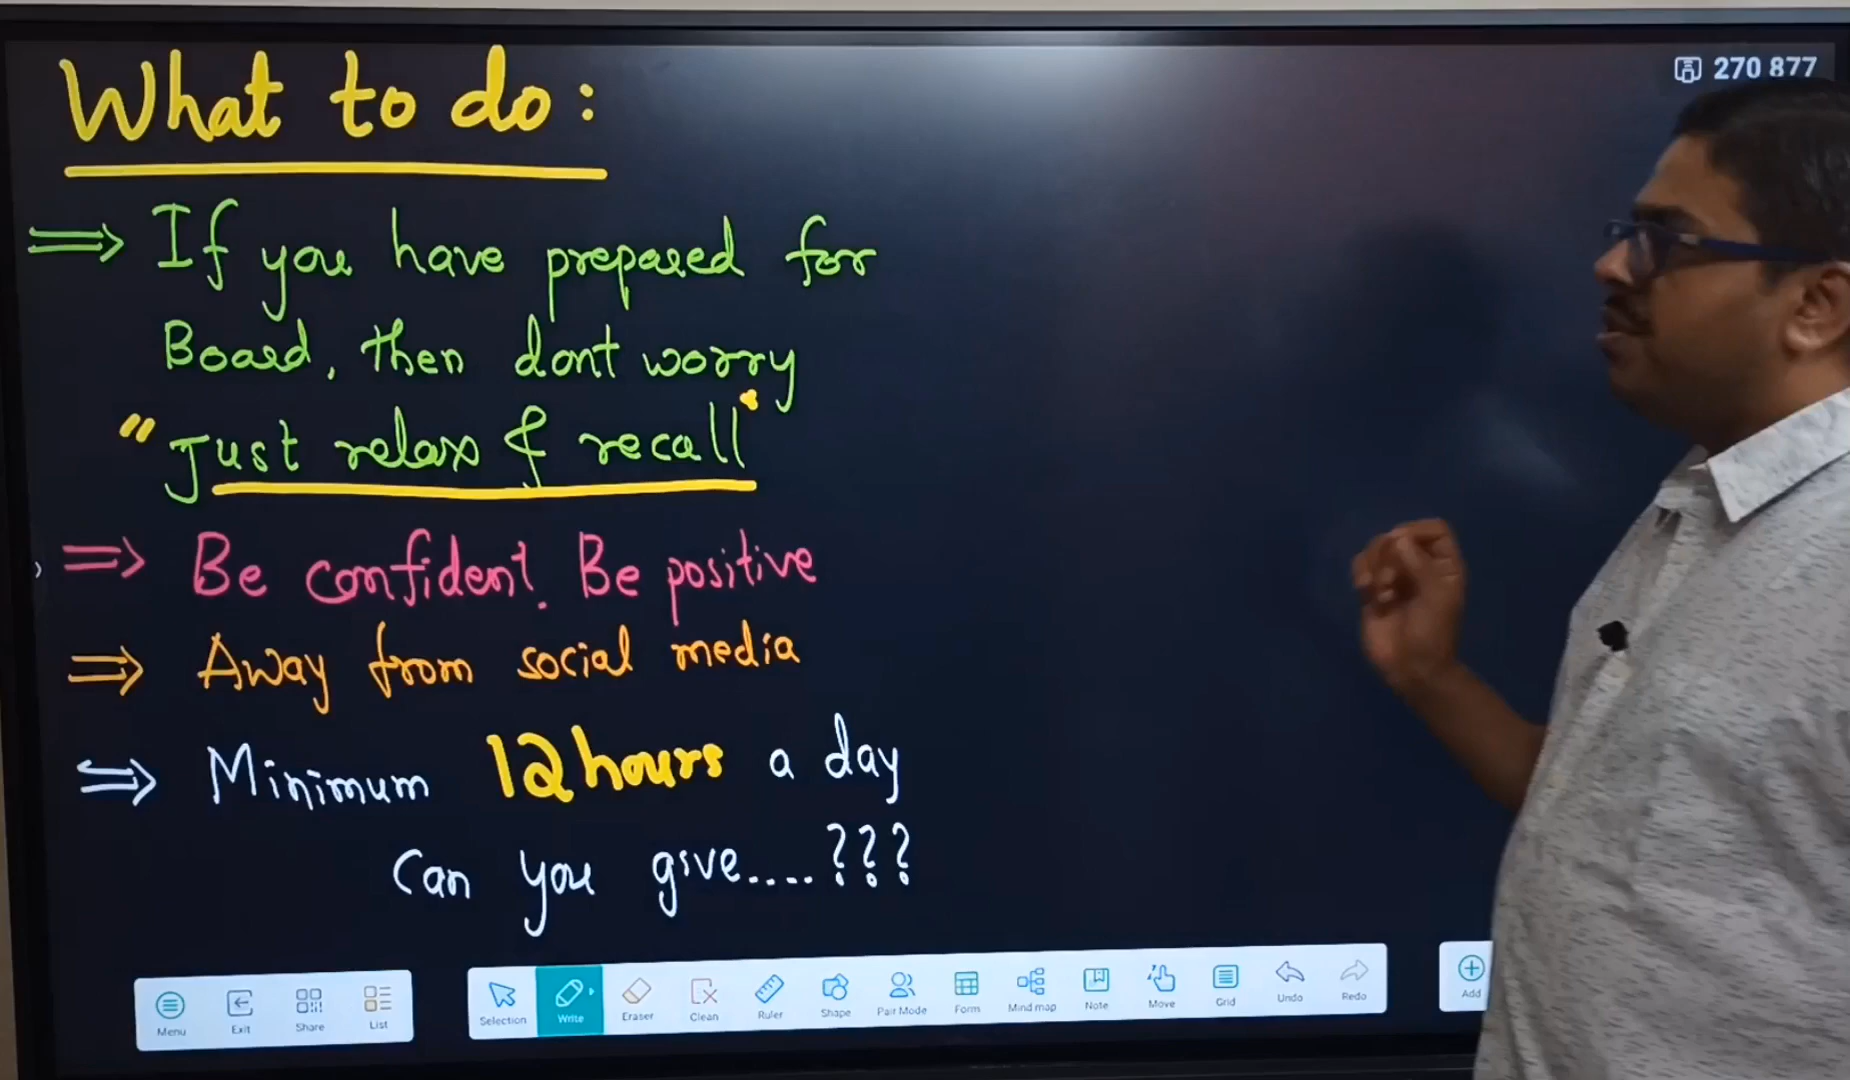 270 877
What to do :
⇒ If you have prepared for
Board, then dont worry
"Just relax & recall"
⇒ Be confident. Be positive
⇒ Away from social media
⇒ Minimum 12 hours a day
Can you give....???
Menu Exit Share List Selection Write Eraser Clean Ruler Shape Pair Mode Form Mind map Note Move Grid Undo Redo Add